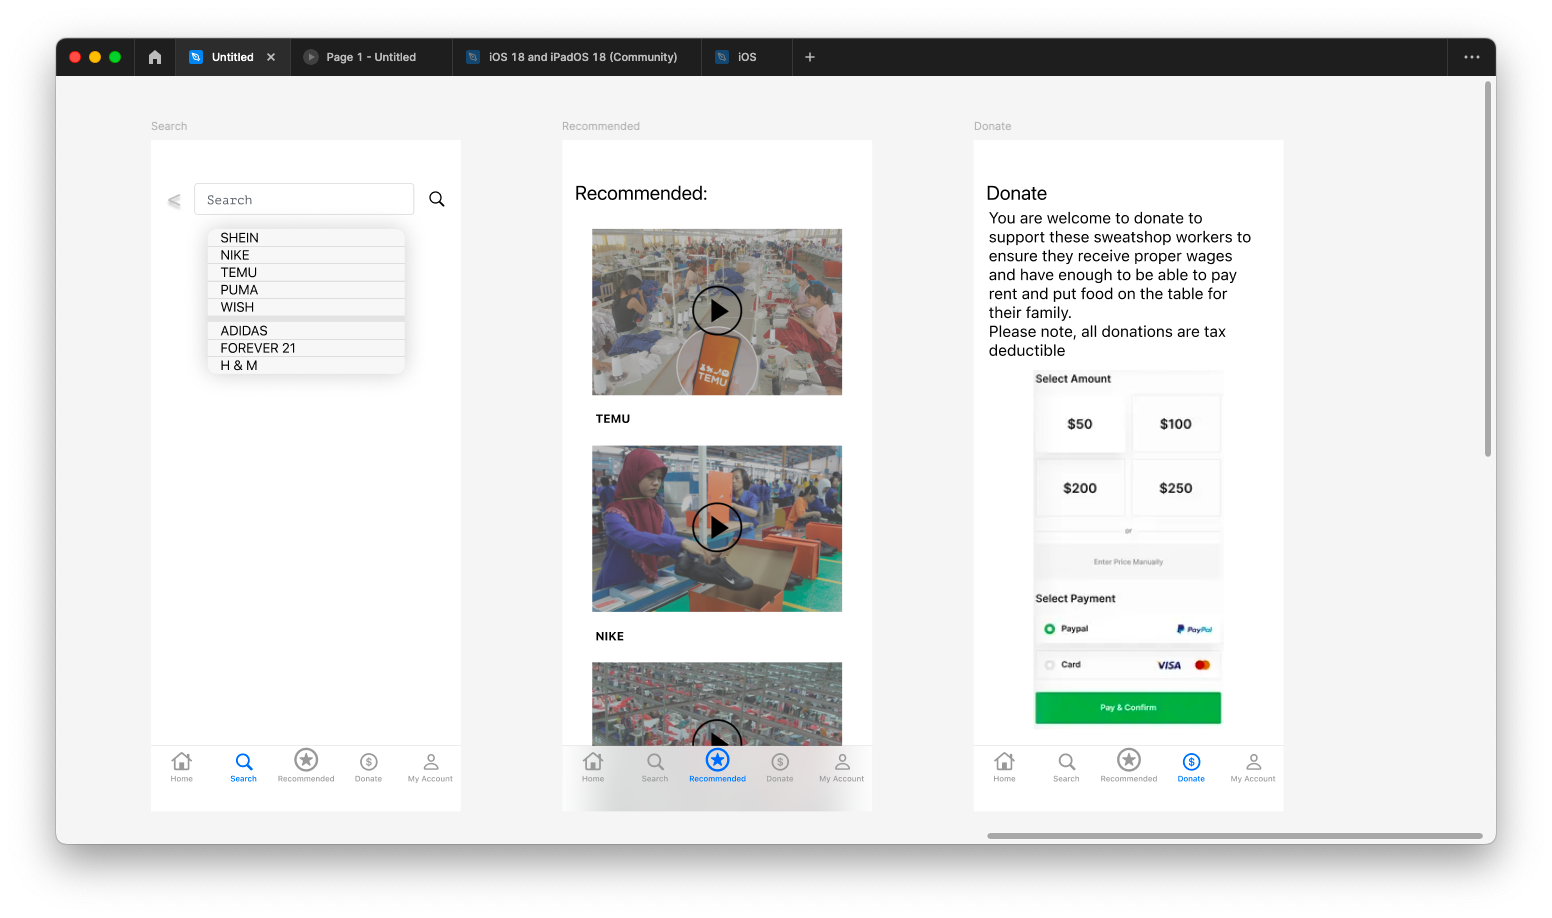 Untitled
Page 1 - Untitled
iOS 18 and iPadOS 18 (Community)
iOS
Search
Search
SHEIN
NIKE
TEMU
PUMA
WISH
ADIDAS
FOREVER 21
H & M
Home
Search
Recommended
Donate
My Account
Recommended
Recommended:
TEMU
TEMU
NIKE
Home
Search
Recommended
Donate
My Account
Donate
Donate
You are welcome to donate to
support these sweatshop workers to
ensure they receive proper wages
and have enough to be able to pay
rent and put food on the table for
their family.
Please note, all donations are tax
deductible
Select Amount
$50
$100
$200
$250
or
Enter Price Manually
Select Payment
Paypal
PayPal
Card
VISA
Pay & Confirm
Home
Search
Recommended
Donate
My Account